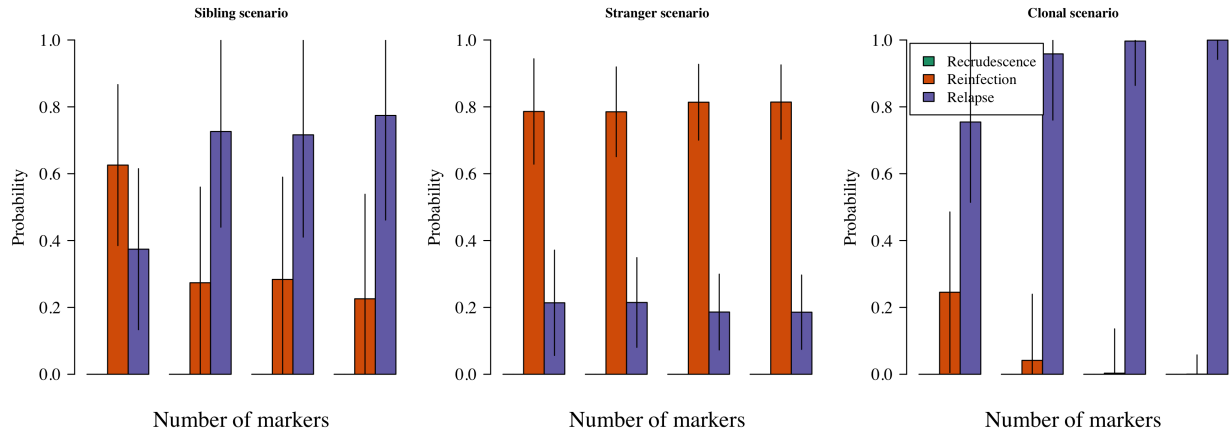 Sibling scenario
1.0
0.8
0.6
0.4
0.2
0.0
Probability
Number of markers
Stranger scenario
1.0
0.8
0.6
0.4
0.2
0.0
Probability
Number of markers
Clonal scenario
1.0
0.8
0.6
0.4
0.2
0.0
Probability
Recrudescence
Reinfection
Relapse
Number of markers